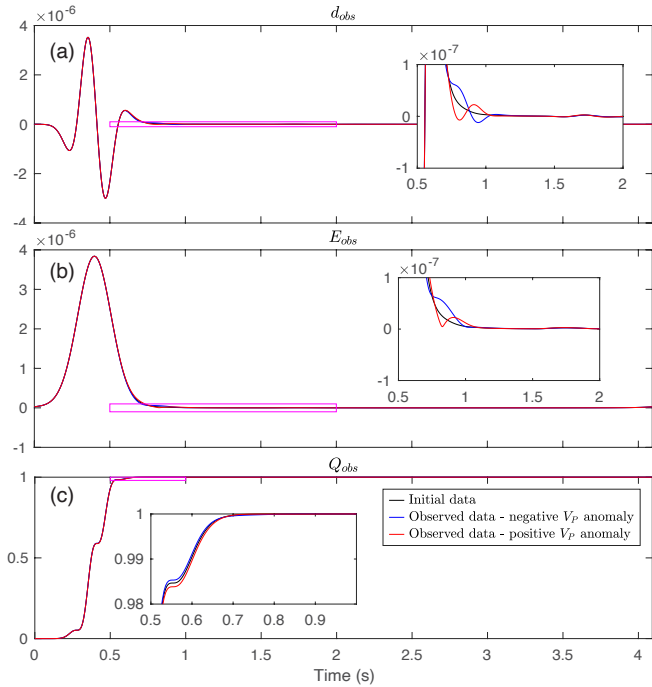 ×10⁻⁶
d_obs
4
(a)
×10⁻⁷
1
2
0
0
-2
-1
0.5 1 1.5 2
-4
×10⁻⁶
E_obs
4
(b)
×10⁻⁷
1
3
2
0
1
0
-1
0.5 1 1.5 2
-1
Q_obs
1
(c)
Initial data
1
Observed data - negative V_P anomaly
Observed data - positive V_P anomaly
0.99
0.5
0.98
0.5 0.6 0.7 0.8 0.9
0
0 0.5 1 1.5 2 2.5 3 3.5 4
Time (s)